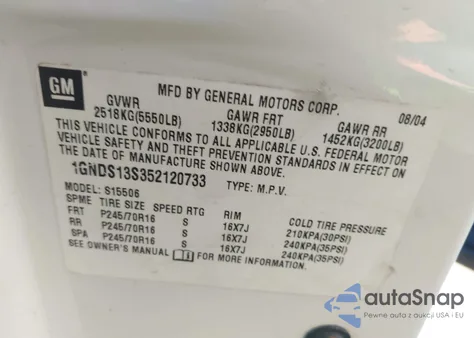 GM
MFD BY GENERAL MOTORS CORP. 08/04
GVWR GAWR FRT GAWR RR
2518KG(5550LB) 1338KG(2950LB) 1452KG(3200LB)
THIS VEHICLE CONFORMS TO ALL APPLICABLE U.S. FEDERAL MOTOR
VEHICLE SAFETY AND THEFT PREVENTION STANDARDS IN EFFECT ON
THE DATE OF MANUFACTURE SHOWN ABOVE.
1GNDS13S352120733 TYPE: M.P.V.
MODEL: S15506
SPME TIRE SIZE SPEED RTG RIM COLD TIRE PRESSURE
FRT P245/70R16 S 16X7J 210KPA(30PSI)
RR P245/70R16 S 16X7J 240KPA(35PSI)
SPA P245/70R16 S 16X7J 240KPA(35PSI)
SEE OWNER'S MANUAL FOR MORE INFORMATION
autoSnap
Pewne auta z USA i EU